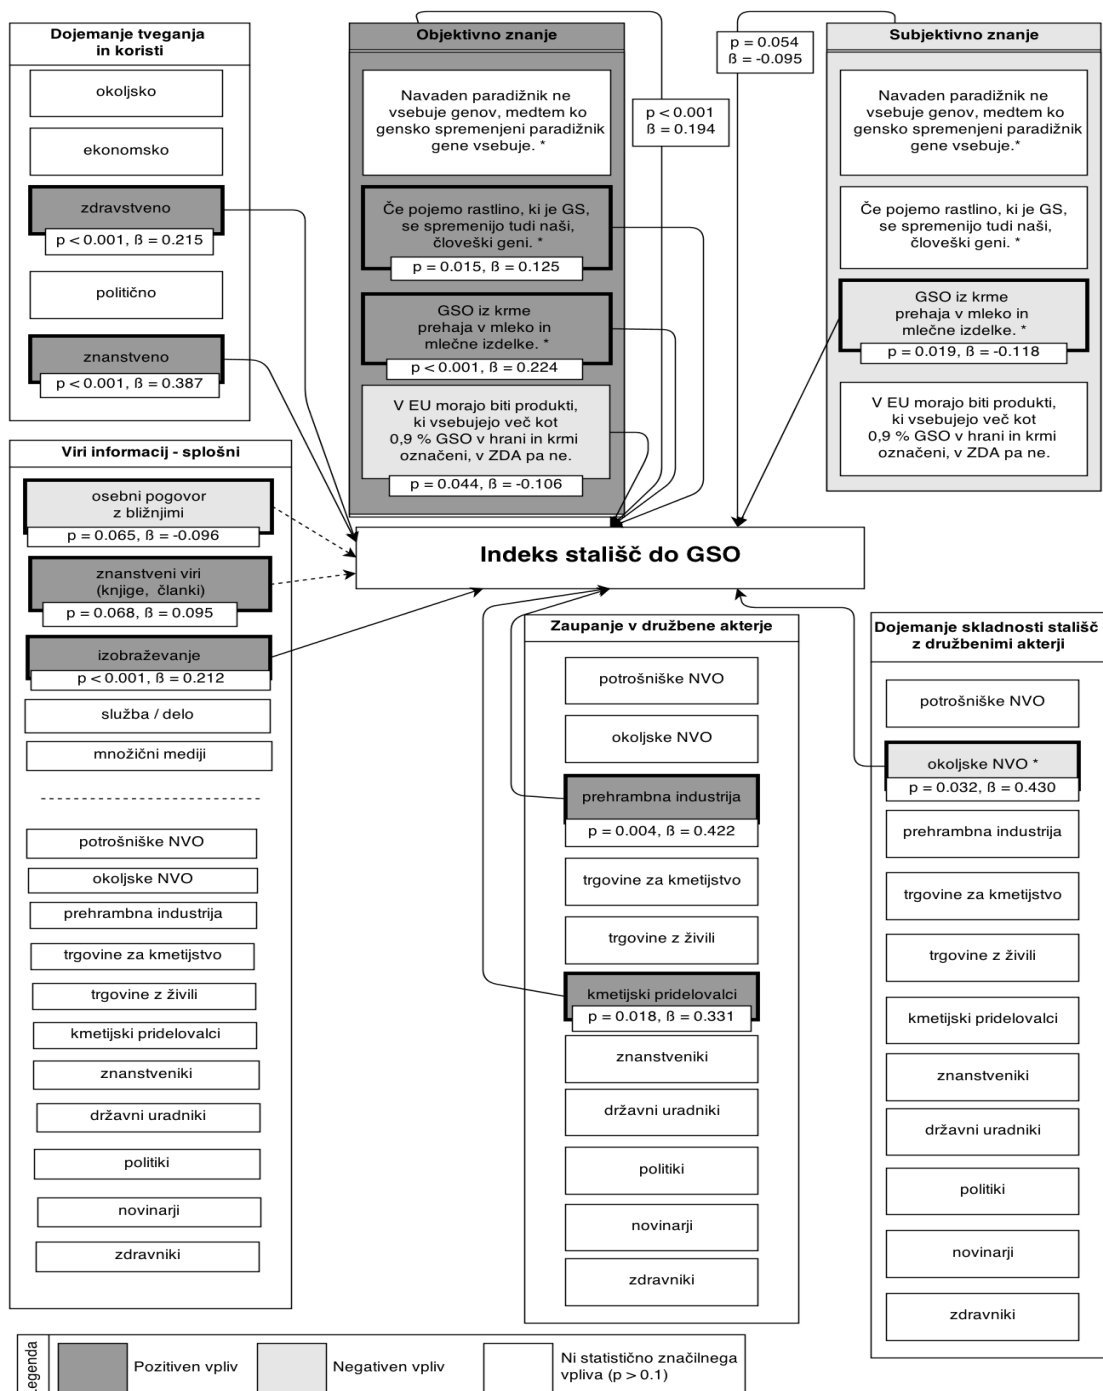 Dojemanje tveganja
in koristi
okoljsko
ekonomsko
zdravstveno
p < 0.001, ß = 0.215
politično
znanstveno
p < 0.001, ß = 0.387
Objektivno znanje
Navaden paradižnik ne
vsebuje genov, medtem ko
gensko spremenjeni paradižnik
gene vsebuje. *
Če pojemo rastlino, ki je GS,
se spremenijo tudi naši,
človeški geni. *
p = 0.015, ß = 0.125
GSO iz krme
prehaja v mleko in
mlečne izdelke. *
p < 0.001, ß = 0.224
V EU morajo biti produkti,
ki vsebujejo več kot
0,9 % GSO v hrani in krmi
označeni, v ZDA pa ne.
p = 0.044, ß = -0.106
p < 0.001
ß = 0.194
p = 0.054
ß = -0.095
Subjektivno znanje
Navaden paradižnik ne
vsebuje genov, medtem ko
gensko spremenjeni paradižnik
gene vsebuje.*
Če pojemo rastlino, ki je GS,
se spremenijo tudi naši,
človeški geni. *
GSO iz krme
prehaja v mleko in
mlečne izdelke. *
p = 0.019, ß = -0.118
V EU morajo biti produkti,
ki vsebujejo več kot
0,9 % GSO v hrani in krmi
označeni, v ZDA pa ne.
Viri informacij - splošni
osebni pogovor
z bližnjimi
p = 0.065, ß = -0.096
znanstveni viri
(knjige, članki)
p = 0.068, ß = 0.095
izobraževanje
p < 0.001, ß = 0.212
služba / delo
množični mediji
potrošniške NVO
okoljske NVO
prehrambna industrija
trgovine za kmetijstvo
trgovine z živili
kmetijski pridelovalci
znanstveniki
državni uradniki
politiki
novinarji
zdravniki
Indeks stališč do GSO
Zaupanje v družbene akterje
potrošniške NVO
okoljske NVO
prehrambna industrija
p = 0.004, ß = 0.422
trgovine za kmetijstvo
trgovine z živili
kmetijski pridelovalci
p = 0.018, ß = 0.331
znanstveniki
državni uradniki
politiki
novinarji
zdravniki
Dojemanje skladnosti stališč
z družbenimi akterji
potrošniške NVO
okoljske NVO *
p = 0.032, ß = 0.430
prehrambna industrija
trgovine za kmetijstvo
trgovine z živili
kmetijski pridelovalci
znanstveniki
državni uradniki
politiki
novinarji
zdravniki
Pozitiven vpliv
Negativen vpliv
Ni statistično značilnega
vpliva (p > 0.1)